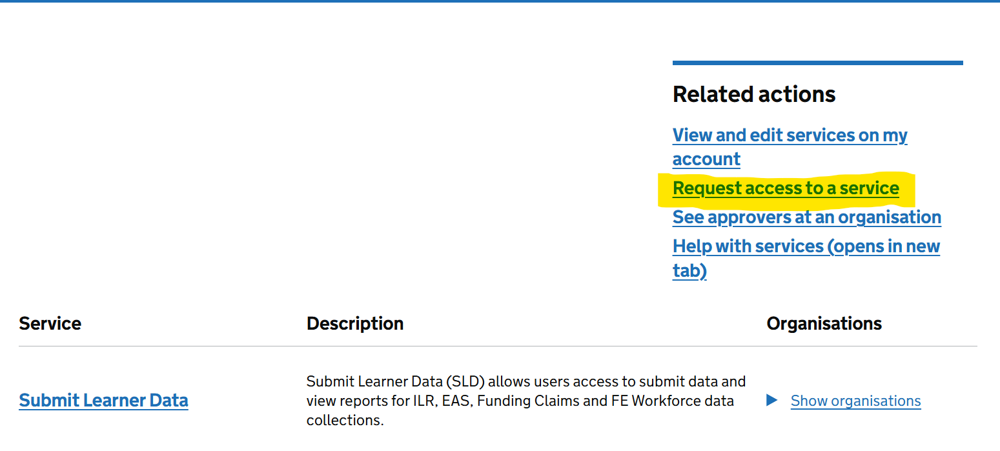 Related actions
View and edit services on my
account
Request access to a service
See approvers at an organisation
Help with services (opens in new
tab)
Service Description Organisations
Submit Learner Data (SLD) allows users access to submit data and
Submit Learner Data view reports for ILR, EAS, Funding Claims and FE Workforce data Show organisations
collections.